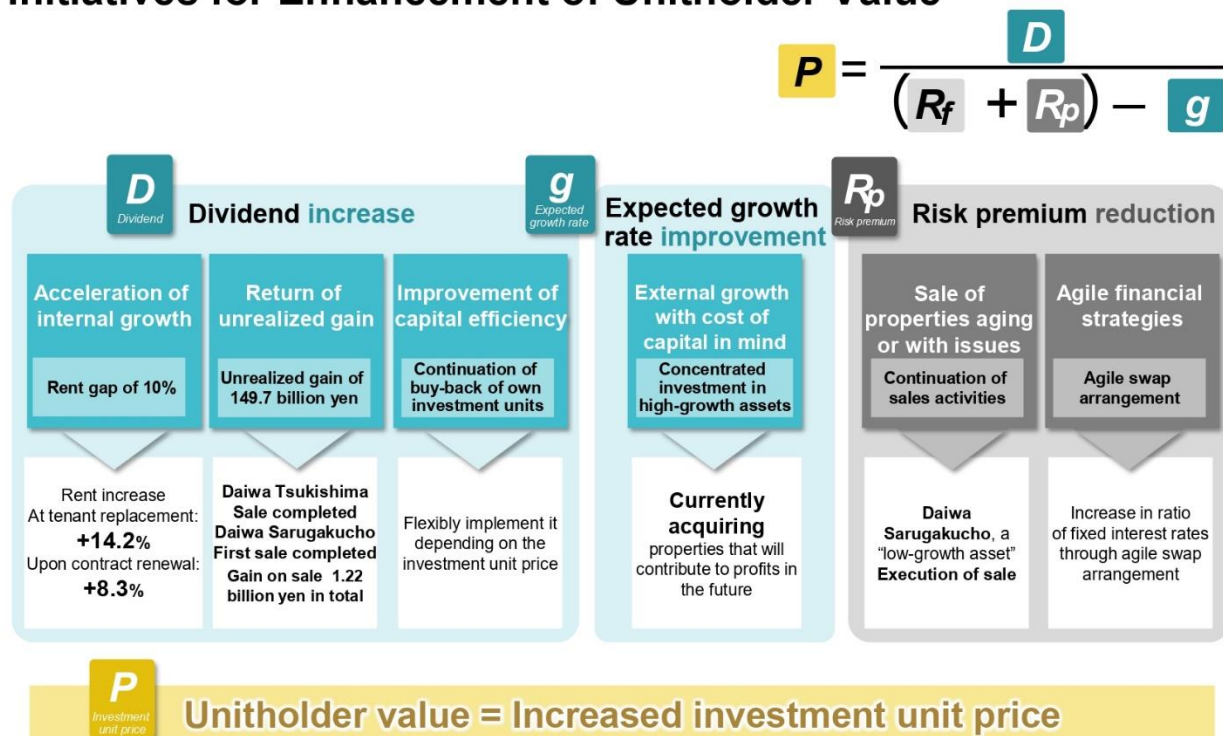 Initiatives for Enhancement of Unitholder Value
P = D
(Rf + Rp) − g
D
Dividend
Dividend increase
Acceleration of
internal growth
Rent gap of 10%
Rent increase
At tenant replacement:
+14.2%
Upon contract renewal:
+8.3%
Return of
unrealized gain
Unrealized gain of
149.7 billion yen
Daiwa Tsukishima
Sale completed
Daiwa Sarugakucho
First sale completed
Gain on sale 1.22
billion yen in total
Improvement of
capital efficiency
Continuation of
buy-back of own
investment units
Flexibly implement it
depending on the
investment unit price
g
Expected
growth rate
Expected growth
rate improvement
External growth
with cost of
capital in mind
Concentrated
investment in
high-growth assets
Currently
acquiring
properties that will
contribute to profits in
the future
Rp
Risk premium
Risk premium reduction
Sale of
properties aging
or with issues
Continuation of
sales activities
Daiwa
Sarugakucho, a
“low-growth asset”
Execution of sale
Agile financial
strategies
Agile swap
arrangement
Increase in ratio
of fixed interest rates
through agile swap
arrangement
P
Investment
unit price
Unitholder value = Increased investment unit price